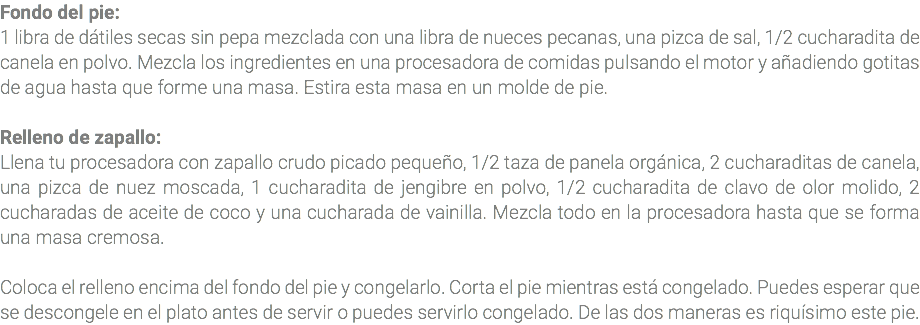 Fondo del pie:
1 libra de dátiles secas sin pepa mezclada con una libra de nueces pecanas, una pizca de sal, 1/2 cucharadita de
canela en polvo. Mezcla los ingredientes en una procesadora de comidas pulsando el motor y añadiendo gotitas
de agua hasta que forme una masa. Estira esta masa en un molde de pie.
Relleno de zapallo:
Llena tu procesadora con zapallo crudo picado pequeño, 1/2 taza de panela orgánica, 2 cucharaditas de canela,
una pizca de nuez moscada, 1 cucharadita de jengibre en polvo, 1/2 cucharadita de clavo de olor molido, 2
cucharadas de aceite de coco y una cucharada de vainilla. Mezcla todo en la procesadora hasta que se forma
una masa cremosa.
Coloca el relleno encima del fondo del pie y congelarlo. Corta el pie mientras está congelado. Puedes esperar que
se descongele en el plato antes de servir o puedes servirlo congelado. De las dos maneras es riquísimo este pie.